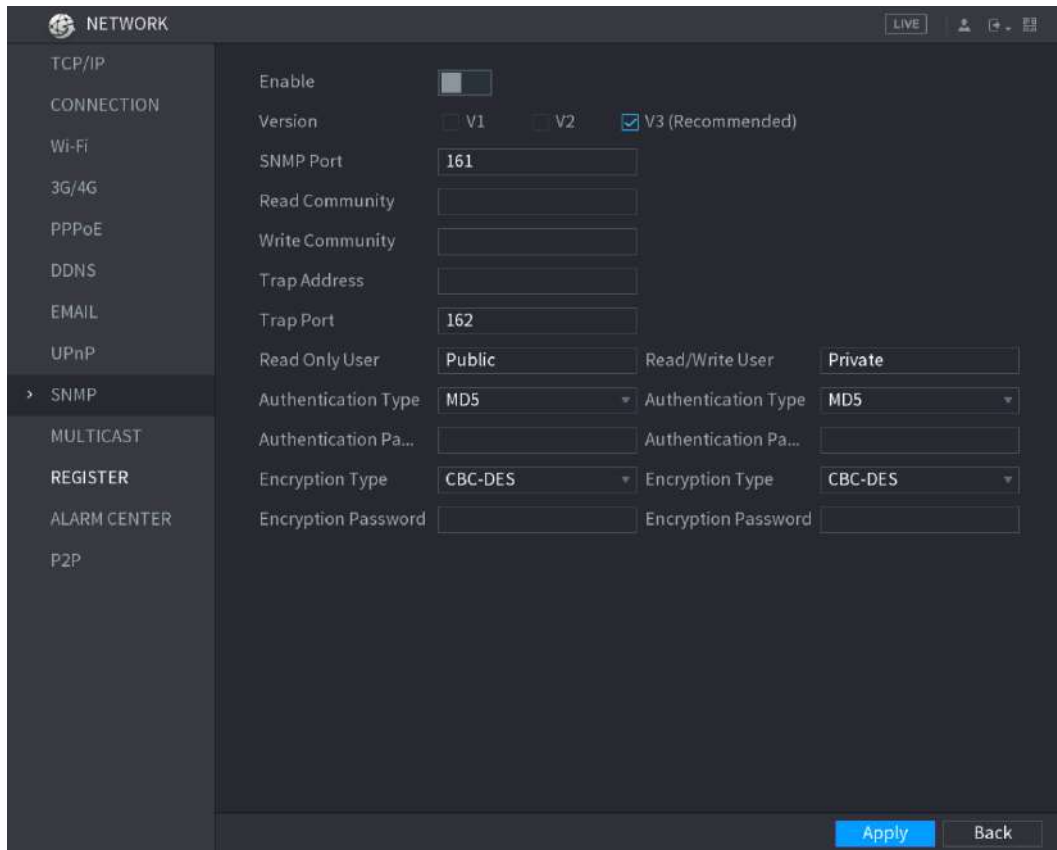 NETWORK
LIVE
TCP/IP
CONNECTION
Wi-Fi
3G/4G
PPPoE
DDNS
EMAIL
UPnP
SNMP
MULTICAST
REGISTER
ALARM CENTER
P2P
Enable
Version V1 V2 V3 (Recommended)
SNMP Port 161
Read Community
Write Community
Trap Address
Trap Port 162
Read Only User Public Read/Write User Private
Authentication Type MD5 Authentication Type MD5
Authentication Pa... Authentication Pa...
Encryption Type CBC-DES Encryption Type CBC-DES
Encryption Password Encryption Password
Apply Back